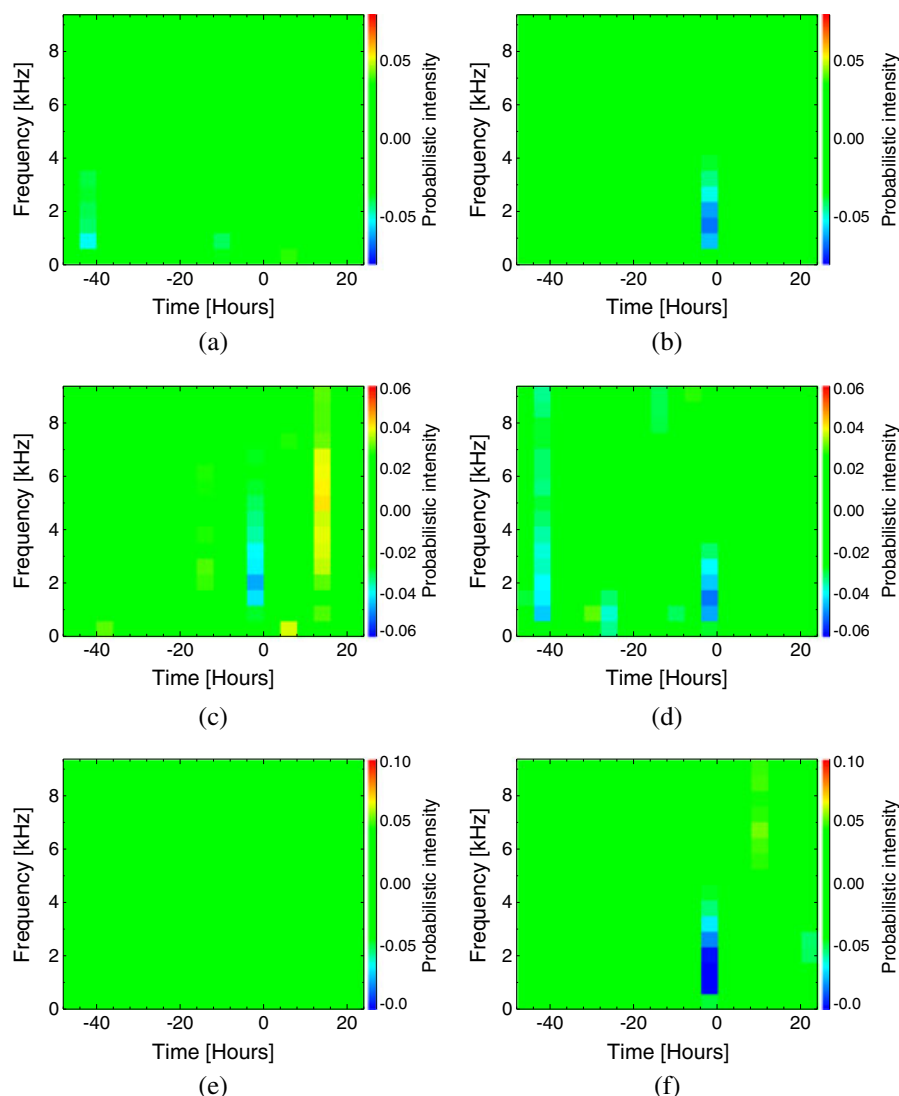 Frequency [kHz]
8
6
4
2
0
-40 -20 0 20
Time [Hours]
0.05
0.00
-0.05
Probabilistic intensity
(a)
Frequency [kHz]
8
6
4
2
0
-40 -20 0 20
Time [Hours]
0.05
0.00
-0.05
Probabilistic intensity
(b)
Frequency [kHz]
8
6
4
2
0
-40 -20 0 20
Time [Hours]
0.06
0.04
0.02
0.00
-0.02
-0.04
-0.06
Probabilistic intensity
(c)
Frequency [kHz]
8
6
4
2
0
-40 -20 0 20
Time [Hours]
0.06
0.04
0.02
0.00
-0.02
-0.04
-0.06
Probabilistic intensity
(d)
Frequency [kHz]
8
6
4
2
0
-40 -20 0 20
Time [Hours]
0.10
0.05
0.00
-0.05
-0.0
Probabilistic intensity
(e)
Frequency [kHz]
8
6
4
2
0
-40 -20 0 20
Time [Hours]
0.10
0.05
0.00
-0.05
-0.0
Probabilistic intensity
(f)